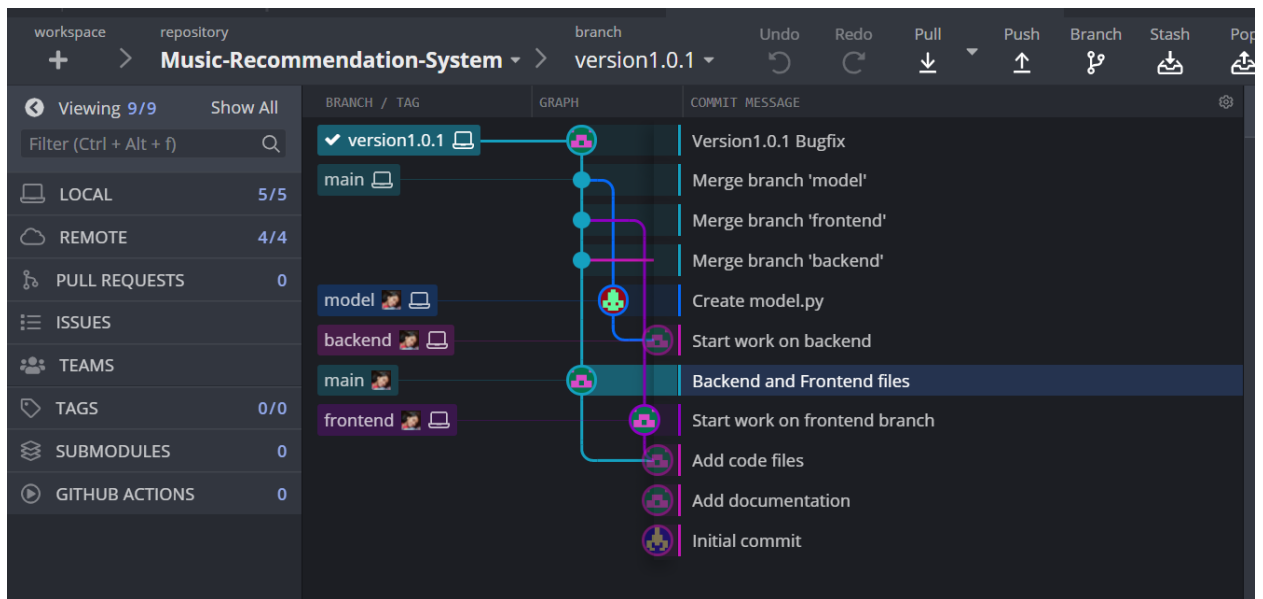 workspace repository branch Undo Redo Pull Push Branch Stash Pop
Music-Recommendation-System version1.0.1
Viewing 9/9 Show All
Filter (Ctrl + Alt + f)
LOCAL 5/5
REMOTE 4/4
PULL REQUESTS 0
ISSUES
TEAMS
TAGS 0/0
SUBMODULES 0
GITHUB ACTIONS 0
BRANCH / TAG GRAPH COMMIT MESSAGE
version1.0.1 Version1.0.1 Bugfix
main Merge branch 'model'
Merge branch 'frontend'
Merge branch 'backend'
model Create model.py
backend Start work on backend
main Backend and Frontend files
frontend Start work on frontend branch
Add code files
Add documentation
Initial commit